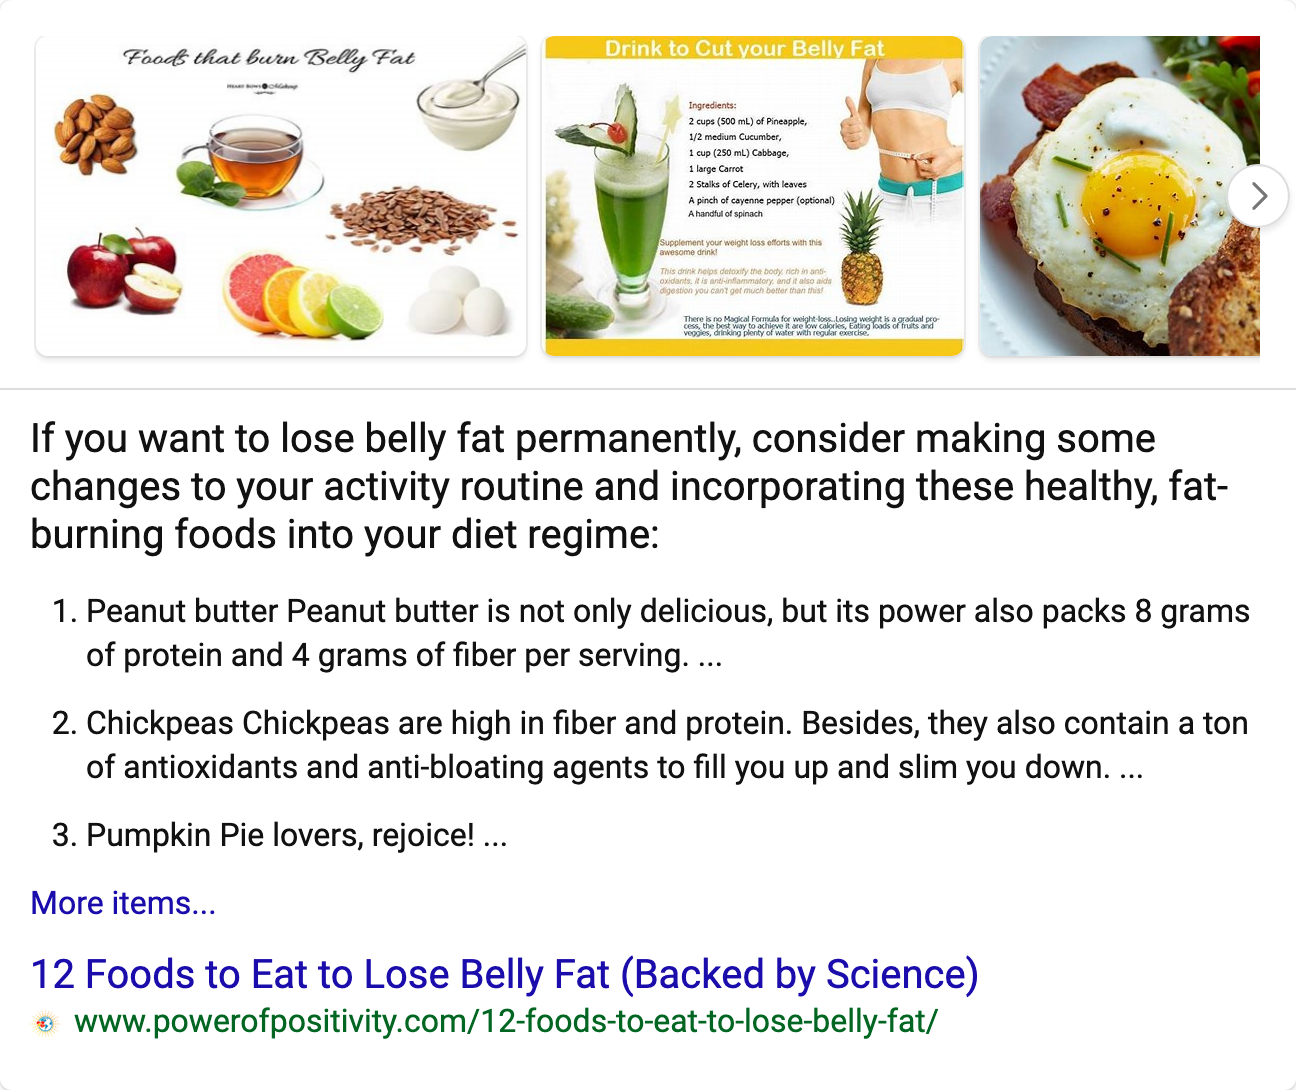 Foods that burn Belly Fat
Drink to Cut your Belly Fat
Ingredients:
2 cups (500 mL) of Pineapple,
1/2 medium Cucumber,
1 cup (250 mL) Cabbage,
1 large Carrot
2 Stalks of Celery, with leaves
A pinch of cayenne pepper (optional)
A handful of spinach
Supplement your weight loss efforts with this
awesome drink!
This drink helps detoxify the body, rich in anti-
oxidants, it is anti-inflammatory, and it also aids
digestion you can't get much better than this!
There is no Magical Formula for weight-loss..Losing weight is a gradual pro-
cess, the best way to achieve it are low calories, Eating loads of fruits and
veggies, drinking plenty of water with regular exercise.
If you want to lose belly fat permanently, consider making some
changes to your activity routine and incorporating these healthy, fat-
burning foods into your diet regime:
1. Peanut butter Peanut butter is not only delicious, but its power also packs 8 grams
of protein and 4 grams of fiber per serving. ...
2. Chickpeas Chickpeas are high in fiber and protein. Besides, they also contain a ton
of antioxidants and anti-bloating agents to fill you up and slim you down. ...
3. Pumpkin Pie lovers, rejoice! ...
More items...
12 Foods to Eat to Lose Belly Fat (Backed by Science)
www.powerofpositivity.com/12-foods-to-eat-to-lose-belly-fat/